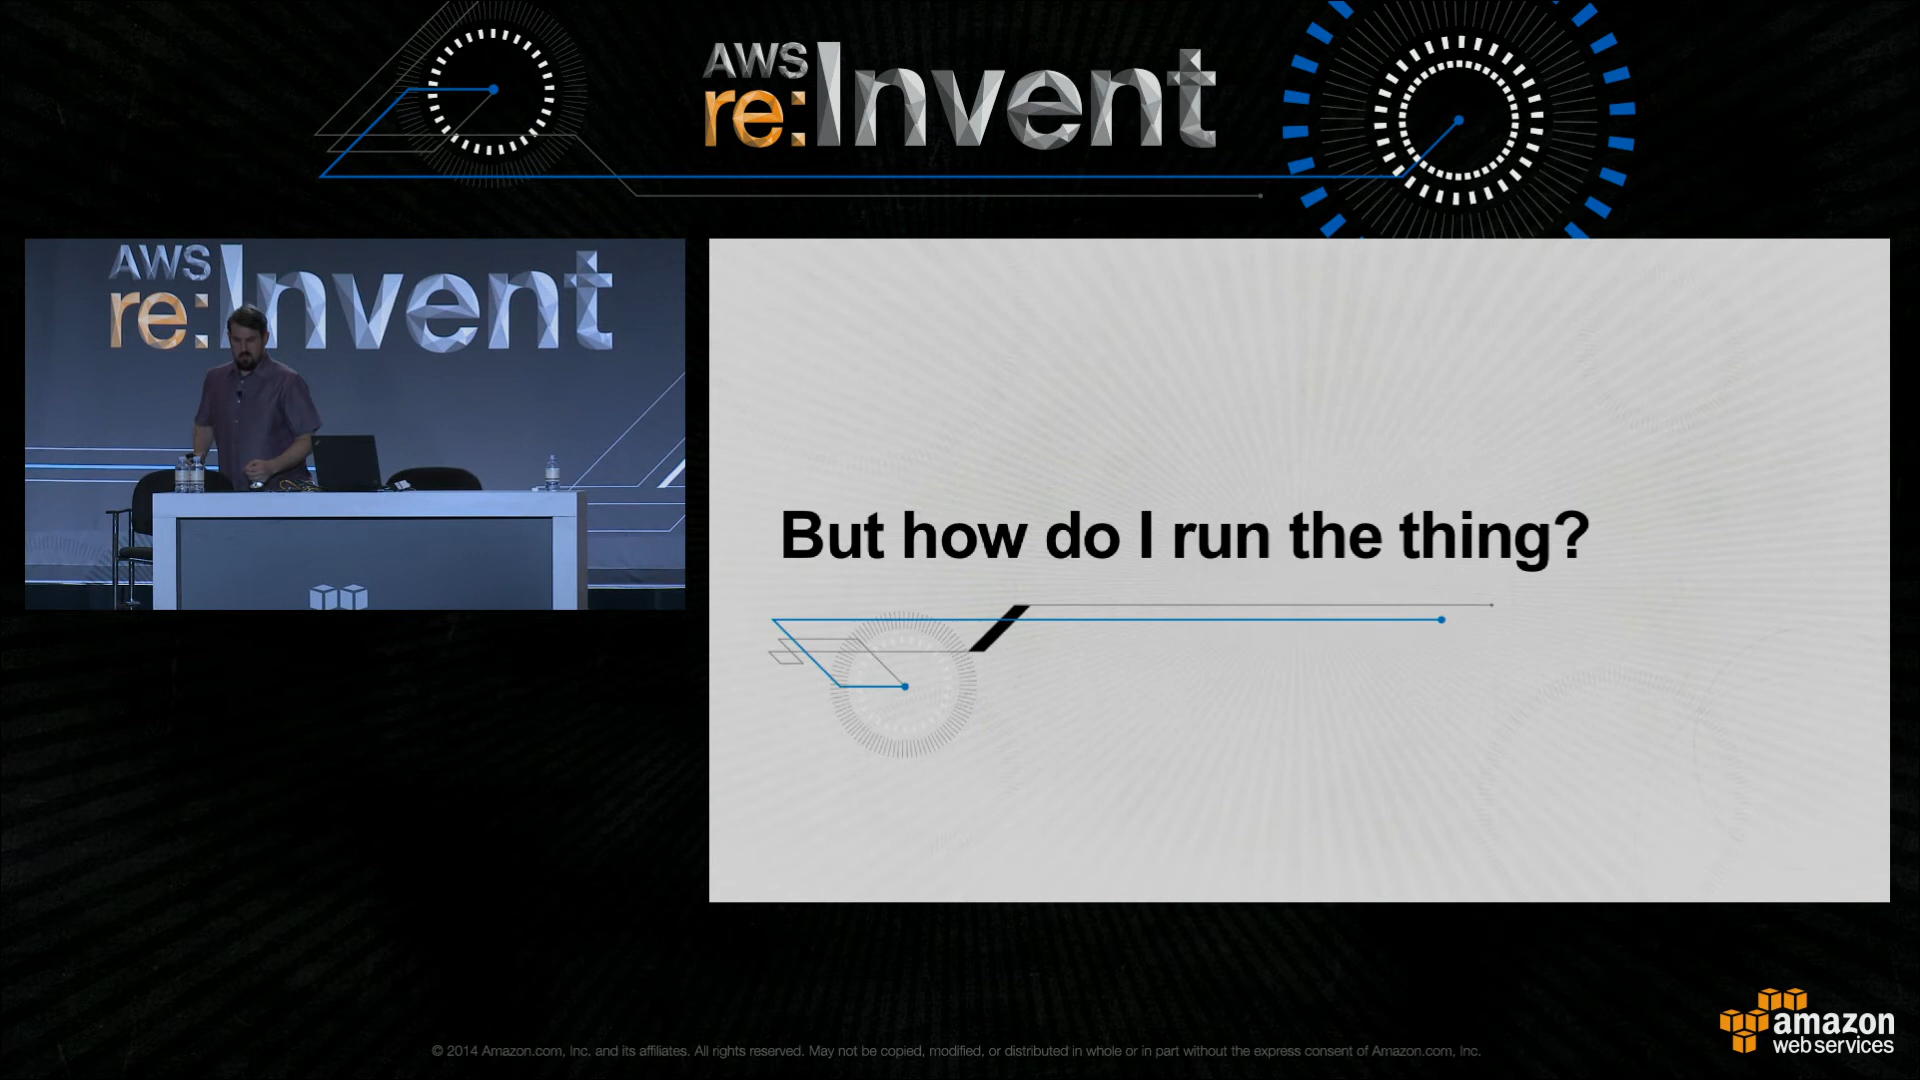 AWS
re:Invent
AWS
re:Invent
But how do I run the thing?
amazon
webservices
© 2014 Amazon.com, Inc. and its affiliates. All rights reserved. May not be copied, modified, or distributed in whole or in part without the express consent of Amazon.com, Inc.